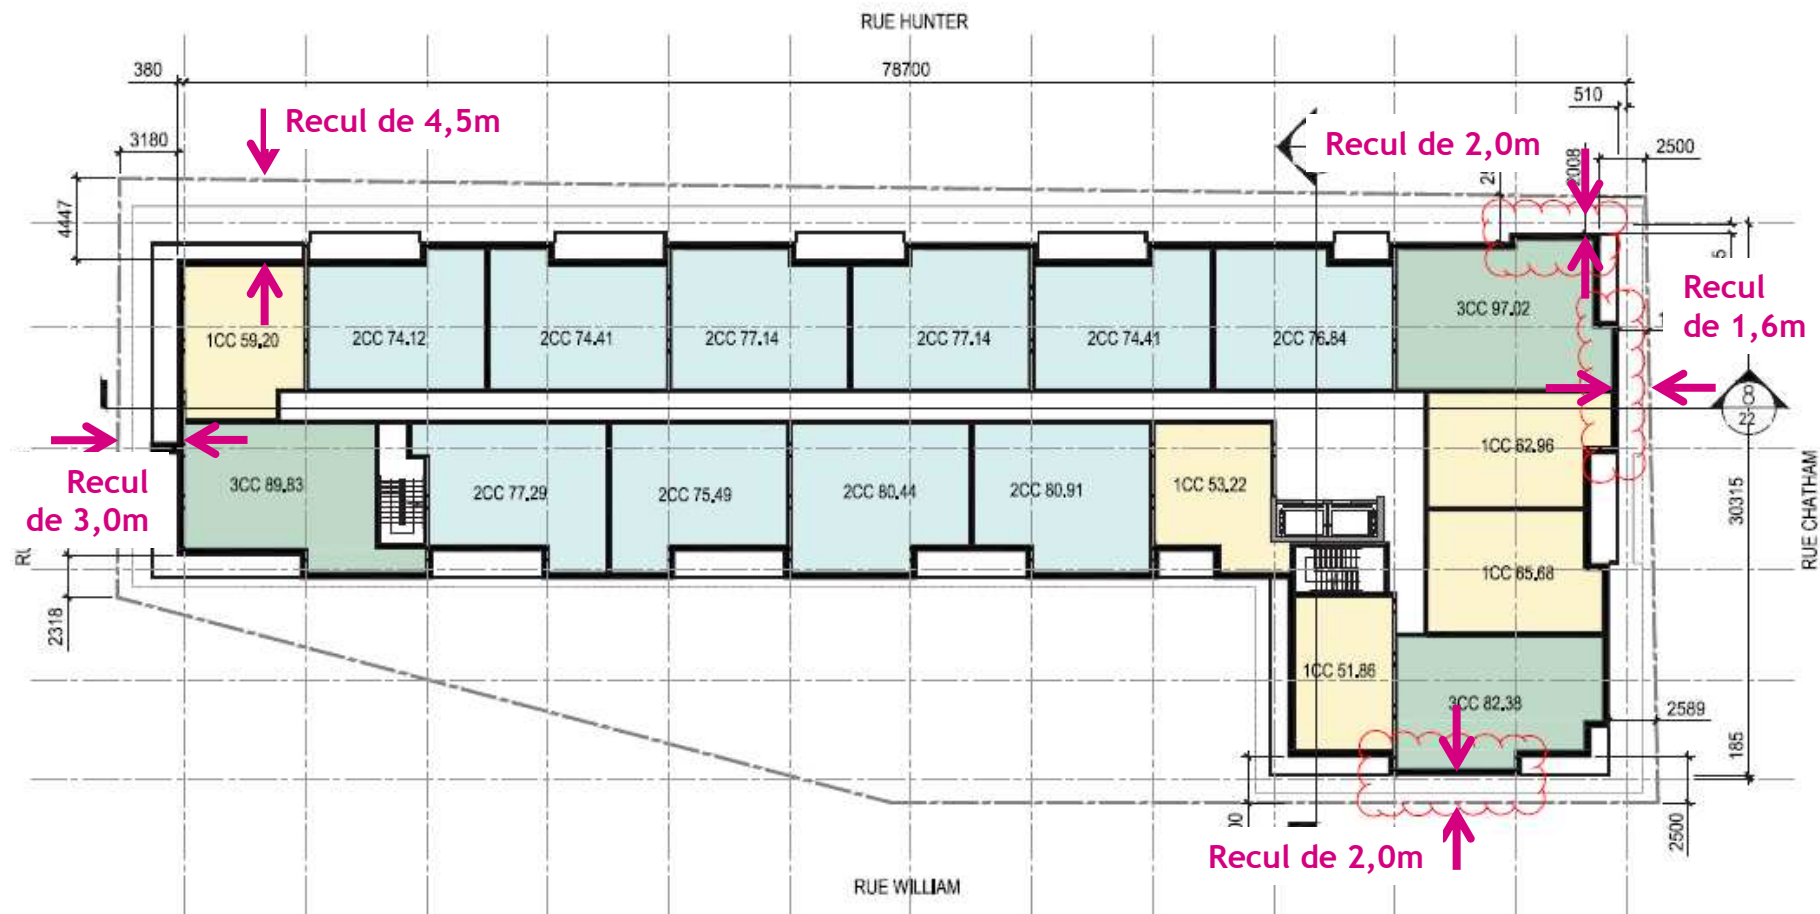 RUE HUNTER
380
78700
510
Recul de 4,5m
3180
Recul de 2,0m
2008
2500
4447
Recul
de 1,6m
1CC 59.20
2CC 74.12
2CC 74.41
2CC 77.14
2CC 77.14
2CC 74.41
2CC 76.84
3CC 97.02
8
22
1CC 62.96
Recul
de 3,0m
3CC 89.83
2CC 77.29
2CC 75.49
2CC 80.44
2CC 80.91
1CC 53.22
30315
RUE CHATHAM
1CC 65.68
2318
1CC 51.86
3CC 82.38
2589
185
2500
Recul de 2,0m
RUE WILLIAM